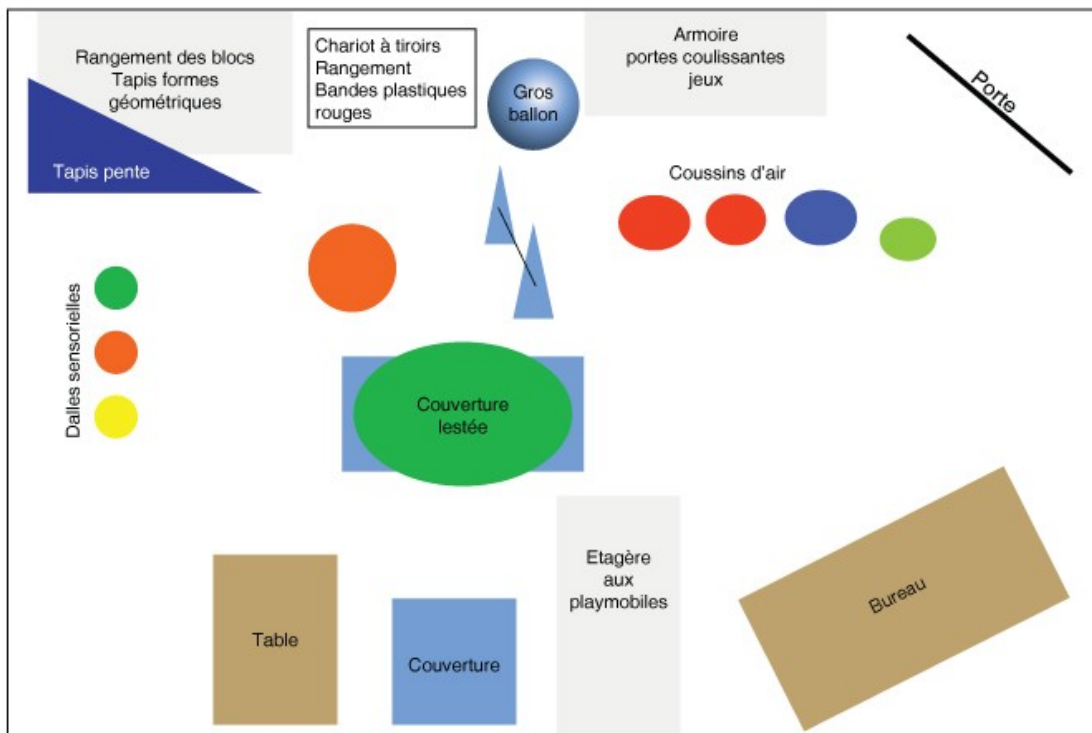 Rangement des blocs
Tapis formes
géométriques
Tapis pente
Chariot à tiroirs
Rangement
Bandes plastiques
rouges
Gros
ballon
Armoire
portes coulissantes
jeux
Porte
Coussins d'air
Dalles sensorielles
Couverture
lestée
Table
Couverture
Etagère
aux
playmobiles
Bureau